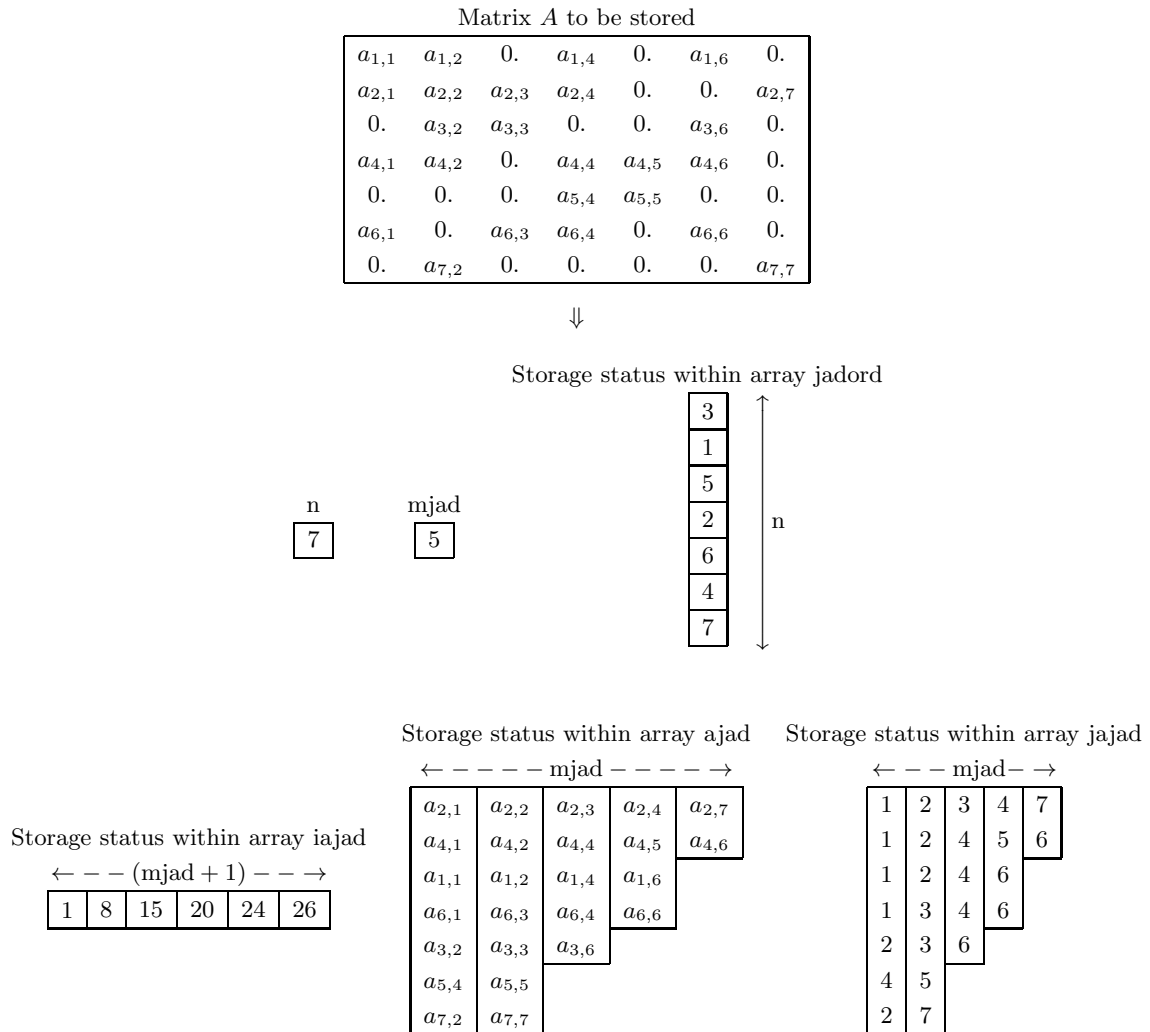 Matrix A to be stored
a1,1 a1,2 0. a1,4 0. a1,6 0.
a2,1 a2,2 a2,3 a2,4 0. 0. a2,7
0. a3,2 a3,3 0. 0. a3,6 0.
a4,1 a4,2 0. a4,4 a4,5 a4,6 0.
0. 0. 0. a5,4 a5,5 0. 0.
a6,1 0. a6,3 a6,4 0. a6,6 0.
0. a7,2 0. 0. 0. 0. a7,7
⇓
Storage status within array jadord
3
1
5
2
6
4
7
n
n
7
mjad
5
Storage status within array iajad
← − − (mjad + 1) − − →
1 8 15 20 24 26
Storage status within array ajad
← − − − − − mjad − − − − − →
a2,1 a2,2 a2,3 a2,4 a2,7
a4,1 a4,2 a4,4 a4,5 a4,6
a1,1 a1,2 a1,4 a1,6
a6,1 a6,3 a6,4 a6,6
a3,2 a3,3 a3,6
a5,4 a5,5
a7,2 a7,7
Storage status within array jajad
← − − − mjad− →
1 2 3 4 7
1 2 4 5 6
1 2 4 6
1 3 4 6
2 3 6
4 5
2 7